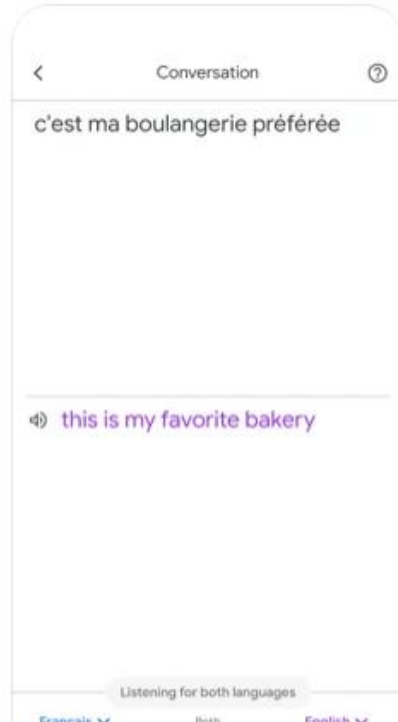 Conversation
c'est ma boulangerie préférée
this is my favorite bakery
Listening for both languages
Français Both English